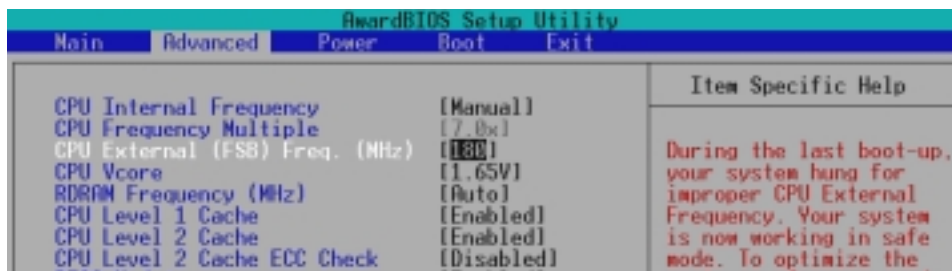 AwardBIOS Setup Utility
Main Advanced Power Boot Exit
Item Specific Help
CPU Internal Frequency [Manual]
CPU Frequency Multiple [7.0x]
CPU External (FSB) Freq. (MHz) [180]
CPU Vcore [1.65V]
RDRAM Frequency (MHz) [Auto]
CPU Level 1 Cache [Enabled]
CPU Level 2 Cache [Enabled]
CPU Level 2 Cache ECC Check [Disabled]
During the last boot-up,
your system hung for
improper CPU External
Frequency. Your system
is now working in safe
mode. To optimize the